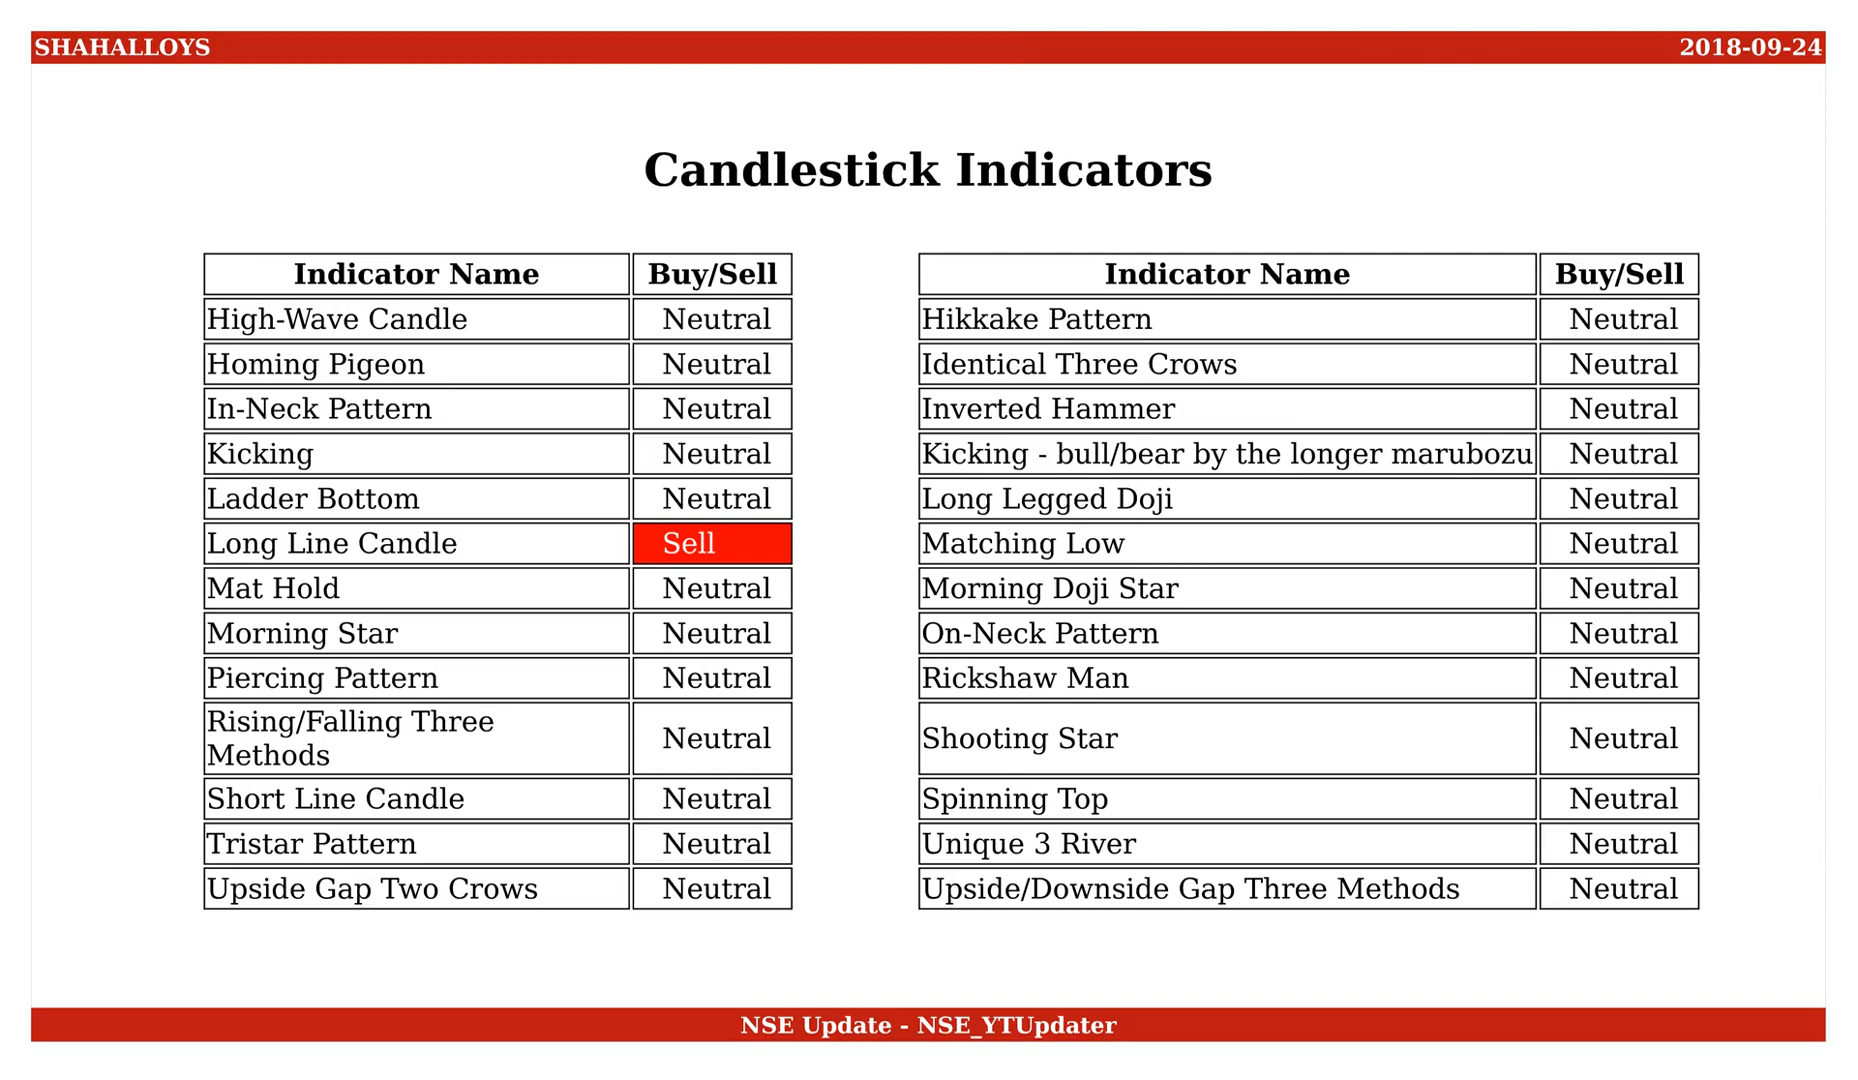 SHAHALLOYS 2018-09-24
Candlestick Indicators
Indicator Name Buy/Sell
High-Wave Candle Neutral
Homing Pigeon Neutral
In-Neck Pattern Neutral
Kicking Neutral
Ladder Bottom Neutral
Long Line Candle Sell
Mat Hold Neutral
Morning Star Neutral
Piercing Pattern Neutral
Rising/Falling Three
Methods Neutral
Short Line Candle Neutral
Tristar Pattern Neutral
Upside Gap Two Crows Neutral
Indicator Name Buy/Sell
Hikkake Pattern Neutral
Identical Three Crows Neutral
Inverted Hammer Neutral
Kicking - bull/bear by the longer marubozu Neutral
Long Legged Doji Neutral
Matching Low Neutral
Morning Doji Star Neutral
On-Neck Pattern Neutral
Rickshaw Man Neutral
Shooting Star Neutral
Spinning Top Neutral
Unique 3 River Neutral
Upside/Downside Gap Three Methods Neutral
NSE Update - NSE_YTUpdater